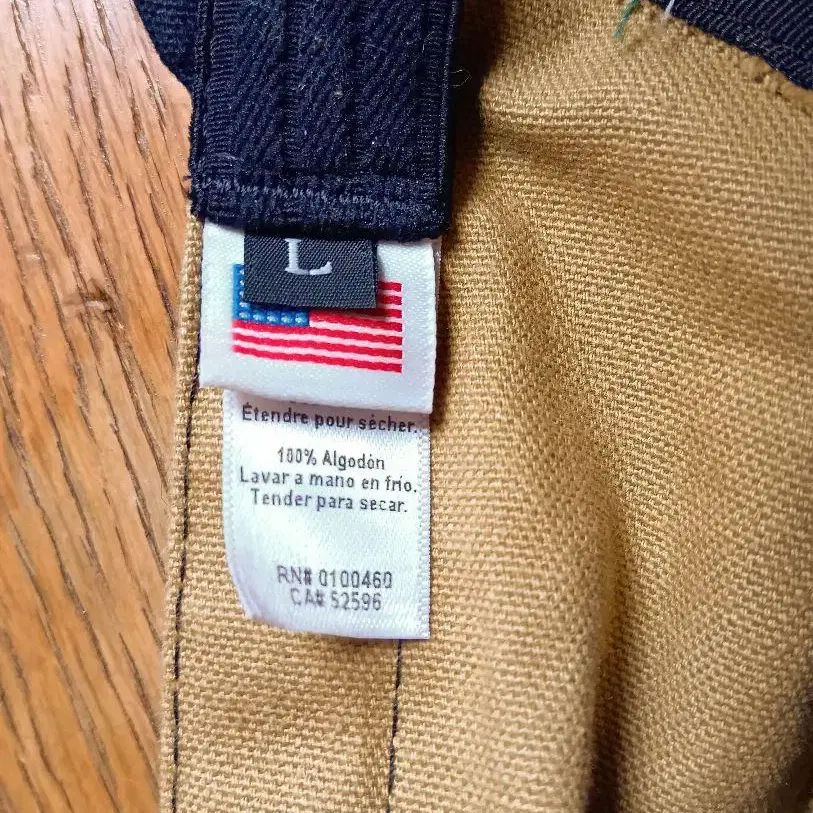 L
Étendre pour sécher.
100% Algodón
Lavar a mano en frío.
Tender para secar.
RN# 0100460
CA# 52596